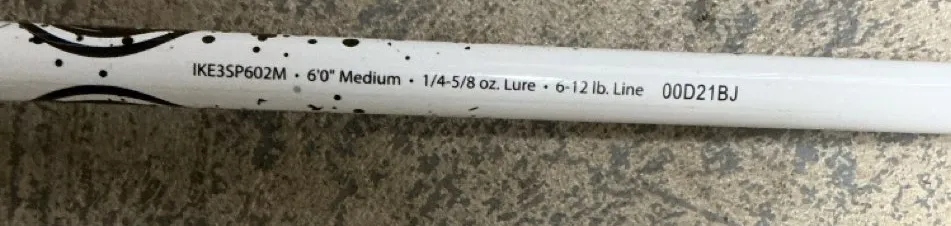 IKE3SP602M • 6'0" Medium • 1/4-5/8 oz. Lure • 6-12 lb. Line 00D21BJ